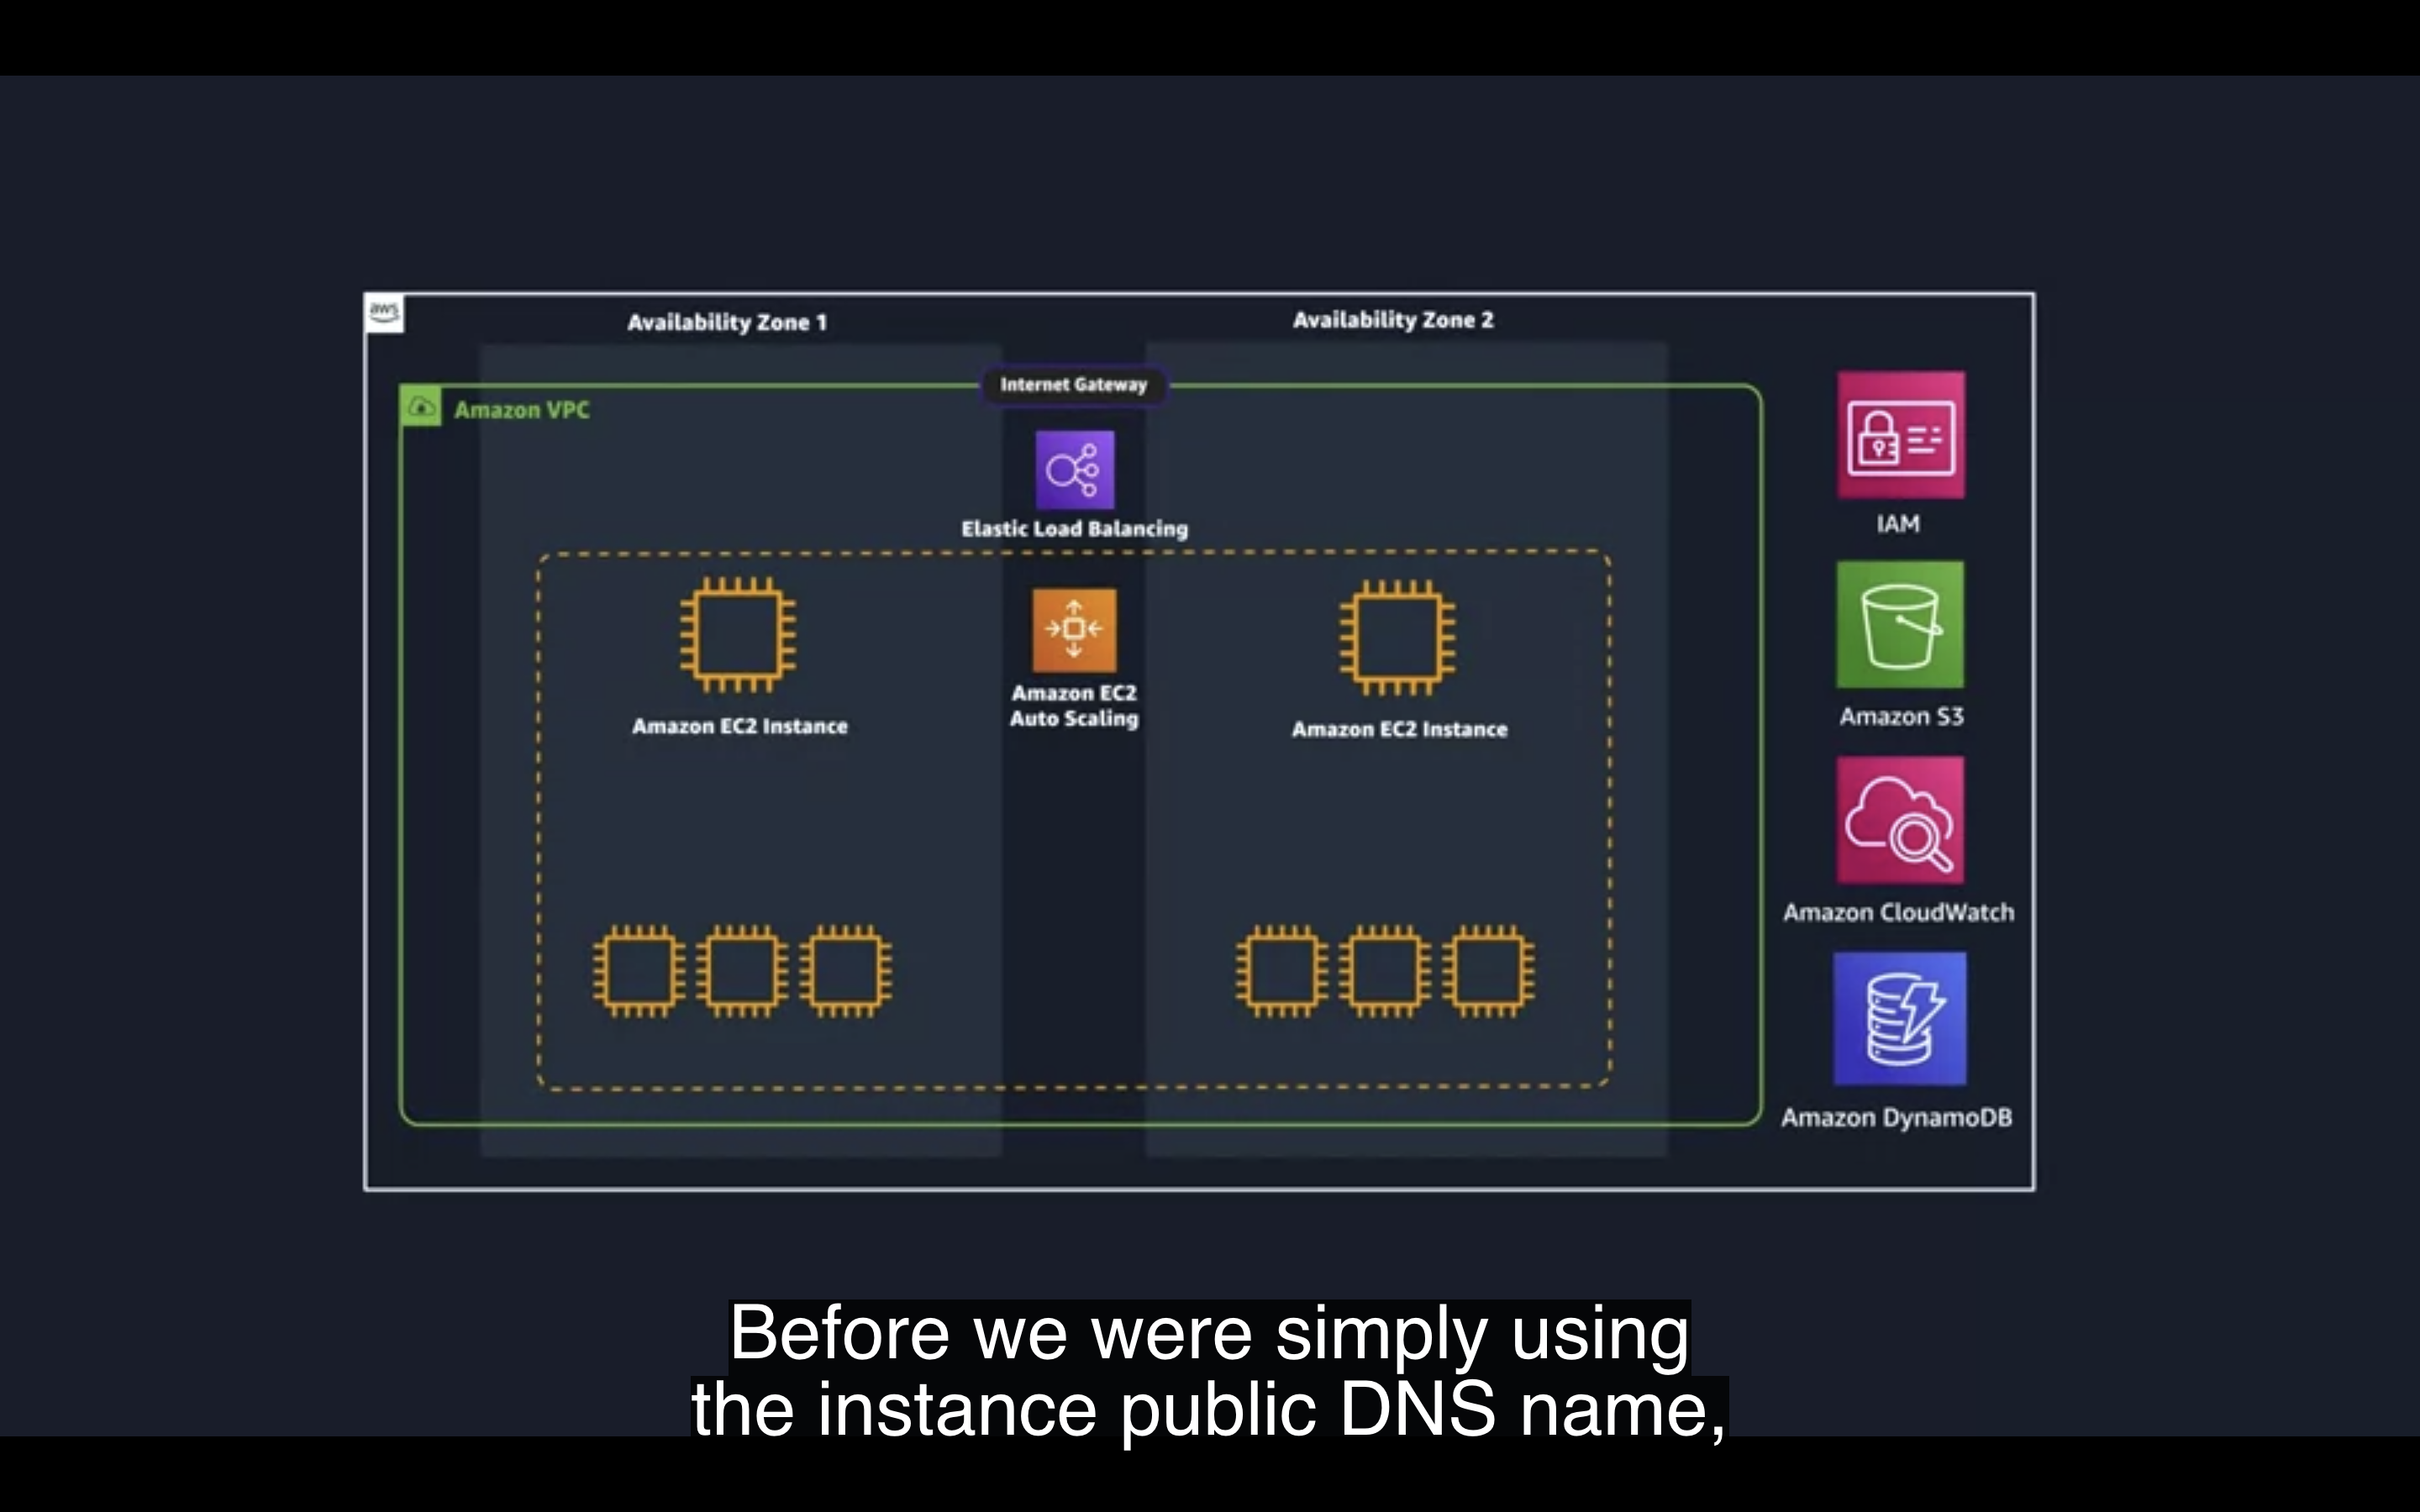 aws
Availability Zone 1
Availability Zone 2
Internet Gateway
Amazon VPC
Elastic Load Balancing
Amazon EC2 Instance
Amazon EC2
Auto Scaling
Amazon EC2 Instance
IAM
Amazon S3
Amazon CloudWatch
Amazon DynamoDB
Before we were simply using
the instance public DNS name,